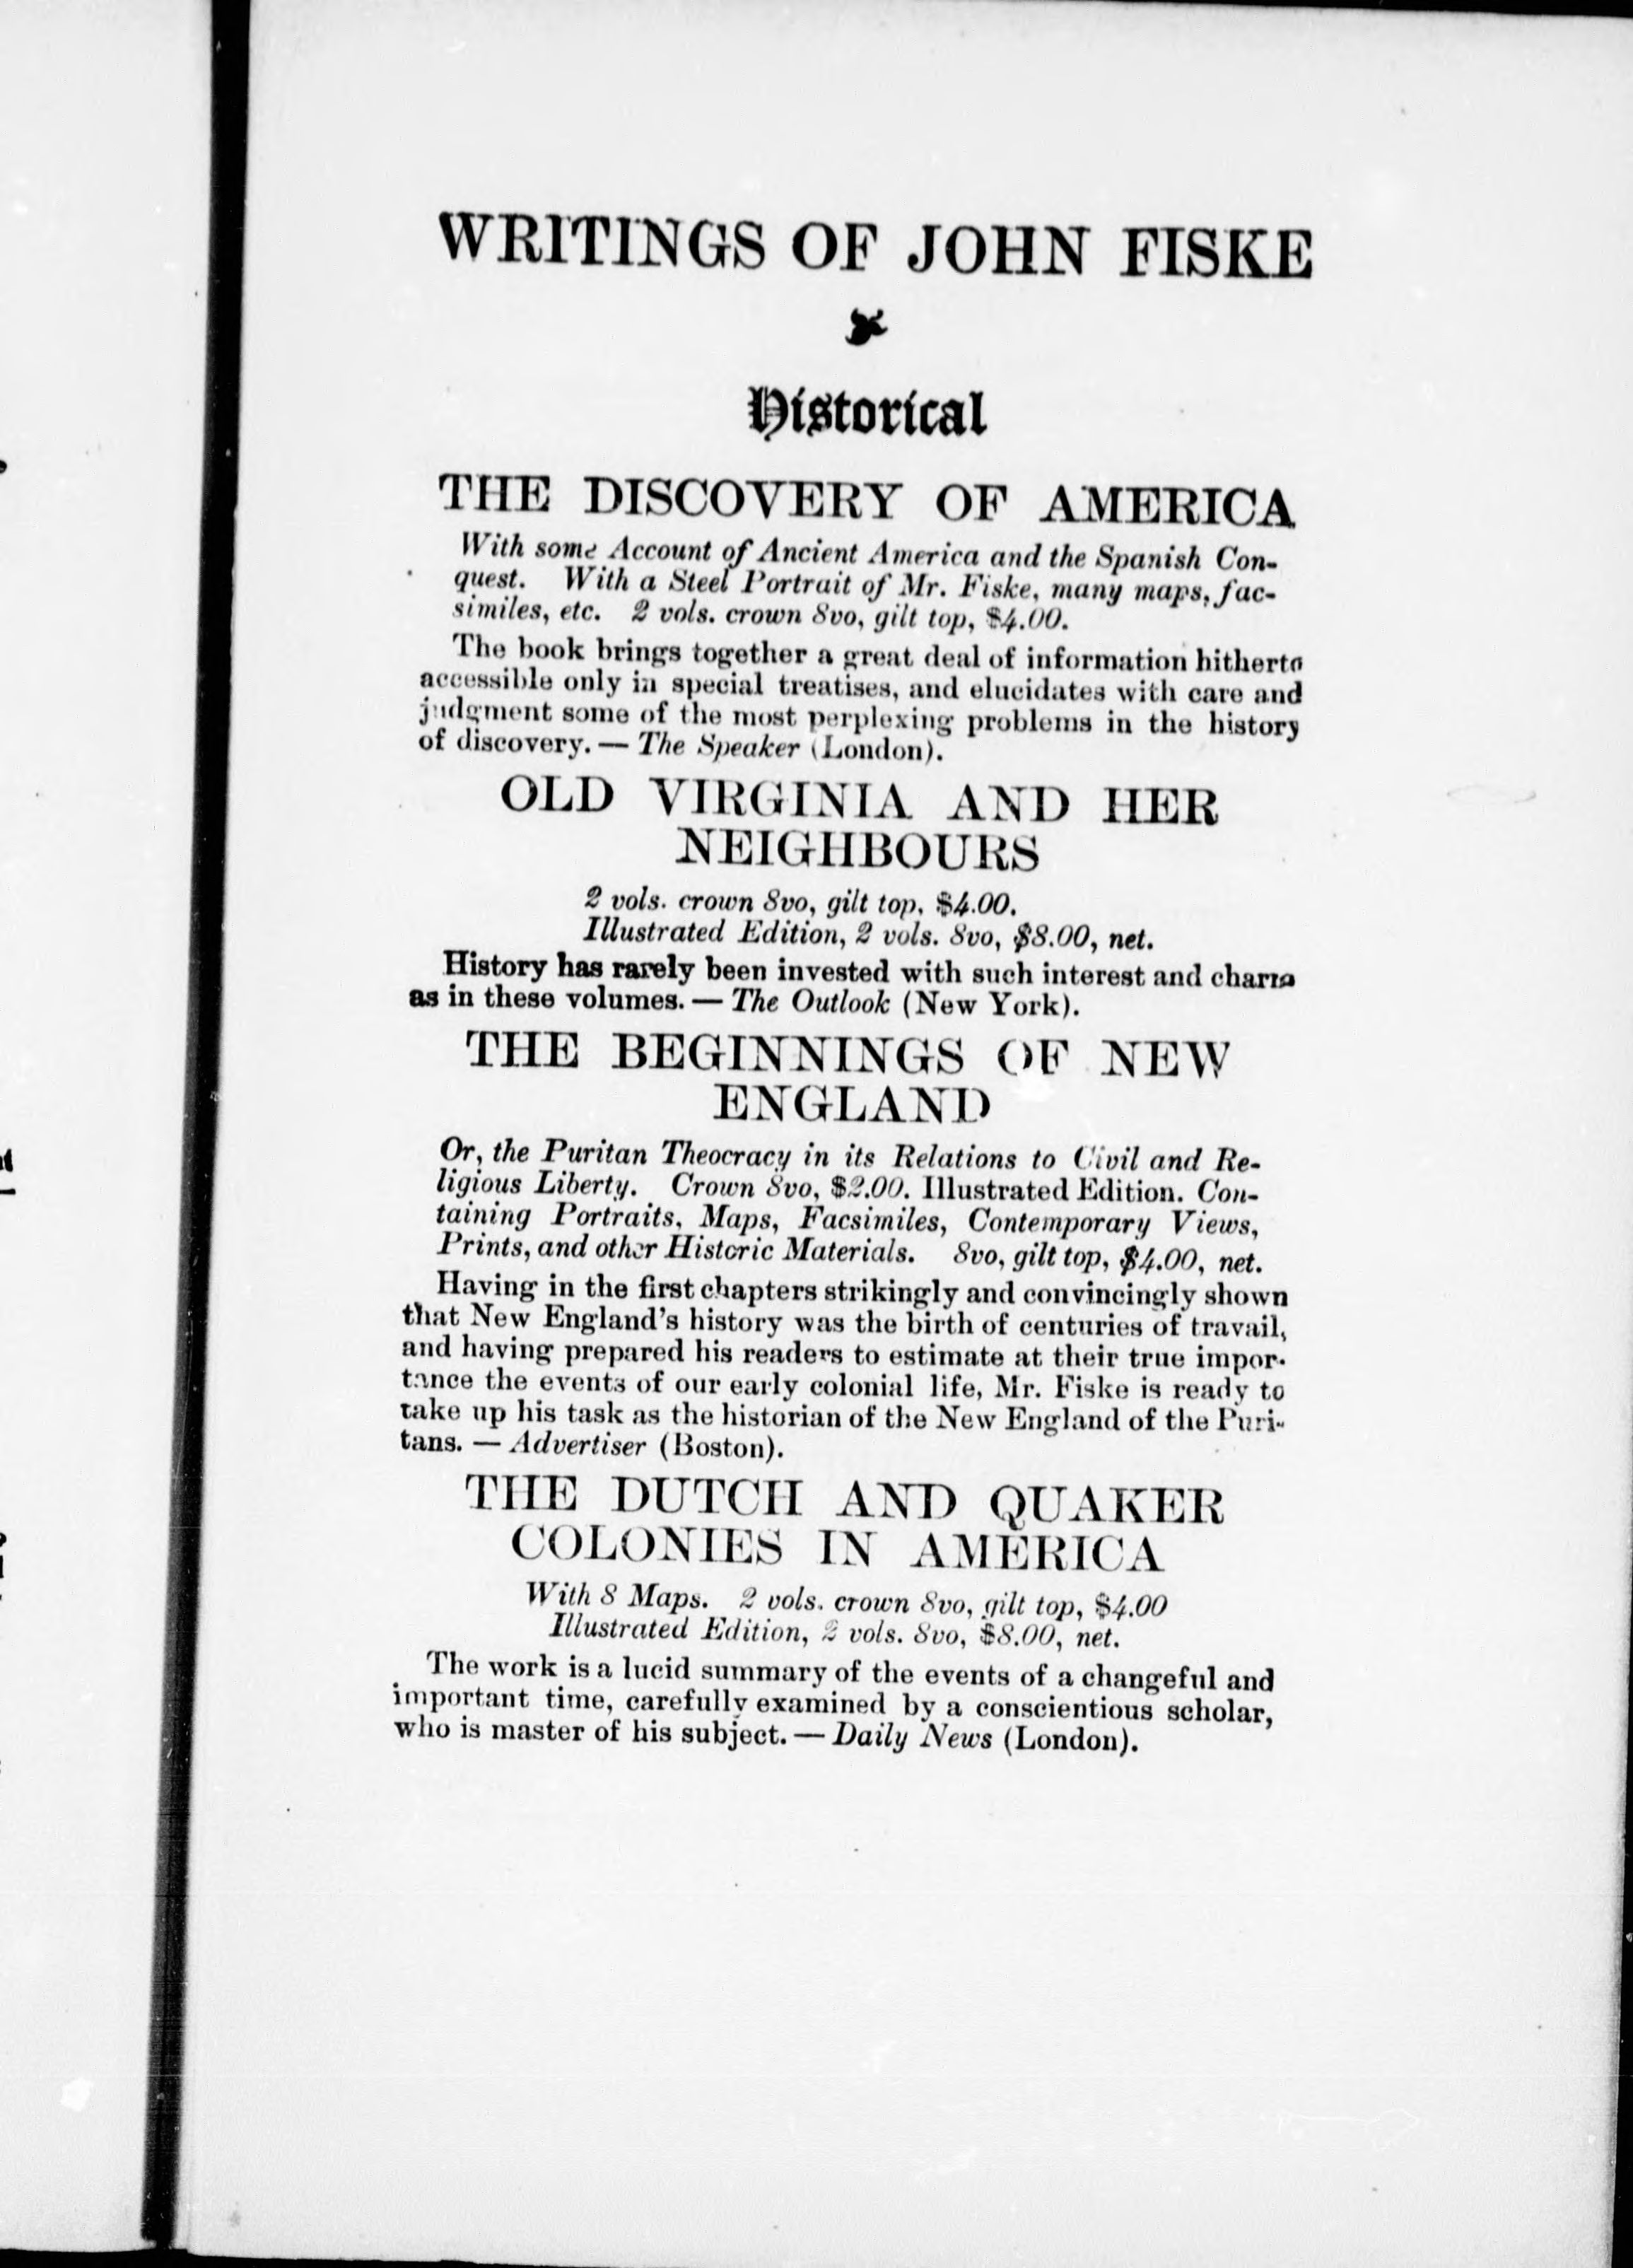 WRITINGS OF JOHN FISKE
Historical
THE DISCOVERY OF AMERICA
With some Account of Ancient America and the Spanish Con-
quest. With a Steel Portrait of Mr. Fiske, many maps, fac-
similes, etc. 2 vols. crown 8vo, gilt top, $4.00.
The book brings together a great deal of information hitherto
accessible only in special treatises, and elucidates with care and
judgment some of the most perplexing problems in the history
of discovery. — The Speaker (London).
OLD VIRGINIA AND HER
NEIGHBOURS
2 vols. crown 8vo, gilt top, $4.00.
Illustrated Edition, 2 vols. 8vo, $8.00, net.
History has rarely been invested with such interest and charm
as in these volumes. — The Outlook (New York).
THE BEGINNINGS OF NEW
ENGLAND
Or, the Puritan Theocracy in its Relations to Civil and Re-
ligious Liberty. Crown 8vo, $2.00. Illustrated Edition. Con-
taining Portraits, Maps, Facsimiles, Contemporary Views,
Prints, and other Historic Materials. 8vo, gilt top, $4.00, net.
Having in the first chapters strikingly and convincingly shown
that New England's history was the birth of centuries of travail,
and having prepared his readers to estimate at their true impor-
tance the events of our early colonial life, Mr. Fiske is ready to
take up his task as the historian of the New England of the Puri-
tans. — Advertiser (Boston).
THE DUTCH AND QUAKER
COLONIES IN AMERICA
With 8 Maps. 2 vols. crown 8vo, gilt top, $4.00
Illustrated Edition, 2 vols. 8vo, $8.00, net.
The work is a lucid summary of the events of a changeful and
important time, carefully examined by a conscientious scholar,
who is master of his subject. — Daily News (London).